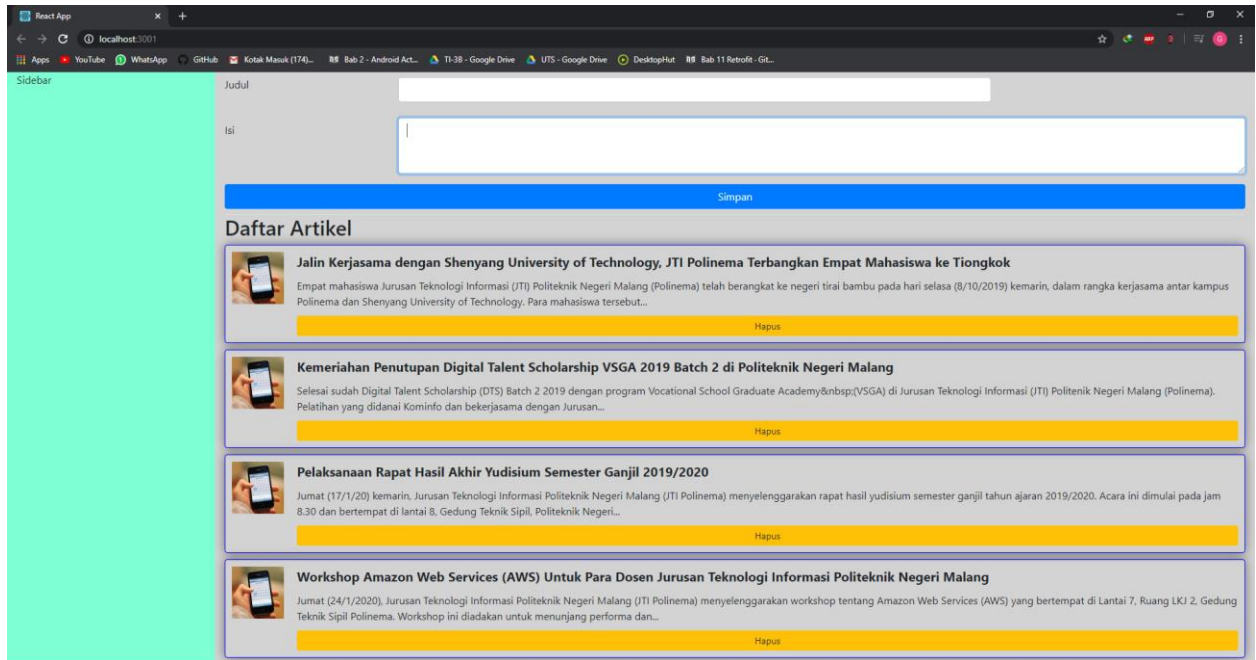 React App
localhost:3001
Apps YouTube WhatsApp GitHub Kotak Masuk (174)... Bab 2 - Android Act... TI-3B - Google Drive UTS - Google Drive DesktopHut Bab 11 Retrofit - Git...
Sidebar
Judul
Isi
Simpan
Daftar Artikel
Jalin Kerjasama dengan Shenyang University of Technology, JTI Polinema Terbangkan Empat Mahasiswa ke Tiongkok
Empat mahasiswa Jurusan Teknologi Informasi (JTI) Politeknik Negeri Malang (Polinema) telah berangkat ke negeri tirai bambu pada hari selasa (8/10/2019) kemarin, dalam rangka kerjasama antar kampus
Polinema dan Shenyang University of Technology. Para mahasiswa tersebut...
Hapus
Kemeriahan Penutupan Digital Talent Scholarship VSGA 2019 Batch 2 di Politeknik Negeri Malang
Selesai sudah Digital Talent Scholarship (DTS) Batch 2 2019 dengan program Vocational School Graduate Academy&nbsp;(VSGA) di Jurusan Teknologi Informasi (JTI) Politenik Negeri Malang (Polinema).
Pelatihan yang didanai Kominfo dan bekerjasama dengan Jurusan...
Hapus
Pelaksanaan Rapat Hasil Akhir Yudisium Semester Ganjil 2019/2020
Jumat (17/1/20) kemarin, Jurusan Teknologi Informasi Politeknik Negeri Malang (JTI Polinema) menyelenggarakan rapat hasil yudisium semester ganjil tahun ajaran 2019/2020. Acara ini dimulai pada jam
8.30 dan bertempat di lantai 8, Gedung Teknik Sipil, Politeknik Negeri...
Hapus
Workshop Amazon Web Services (AWS) Untuk Para Dosen Jurusan Teknologi Informasi Politeknik Negeri Malang
Jumat (24/1/2020), Jurusan Teknologi Informasi Politeknik Negeri Malang (JTI Polinema) menyelenggarakan workshop tentang Amazon Web Services (AWS) yang bertempat di Lantai 7, Ruang LKJ 2, Gedung
Teknik Sipil Polinema. Workshop ini diadakan untuk menunjang performa dan...
Hapus